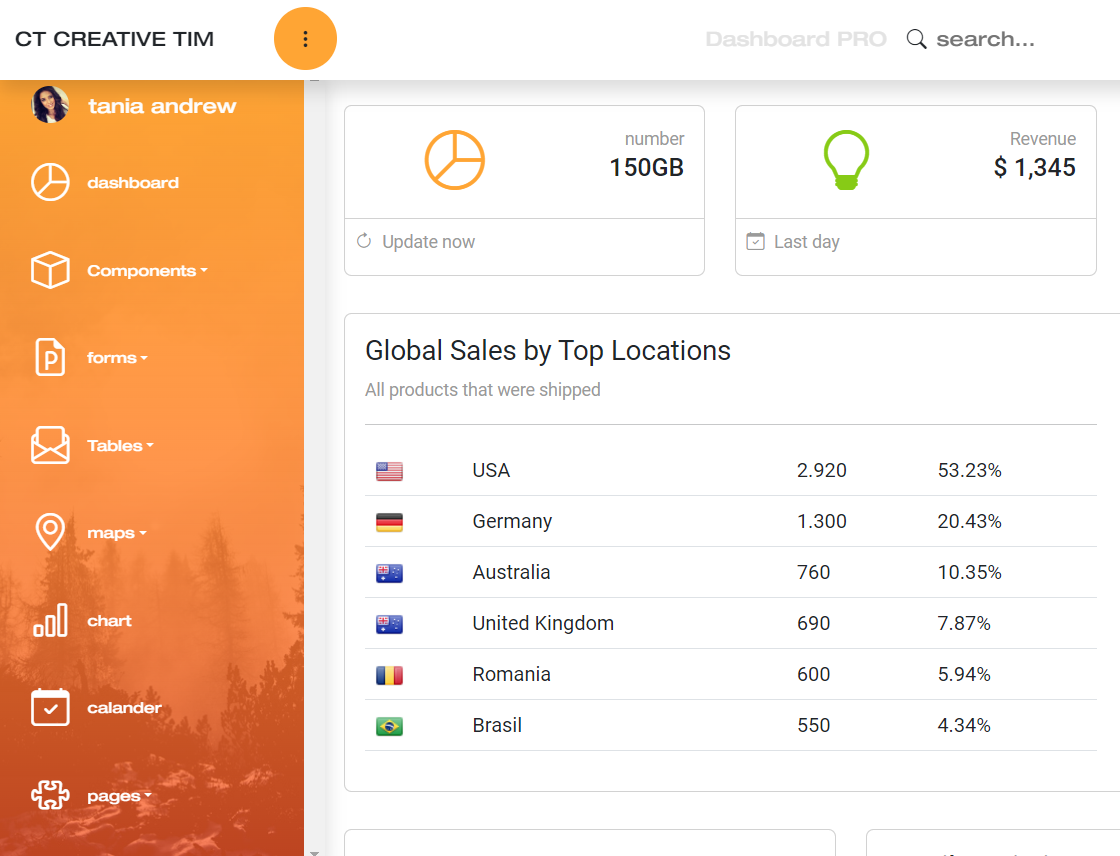 CT CREATIVE TIM
Dashboard PRO
search...
tania andrew
dashboard
Components
forms
Tables
maps
chart
calander
pages
number
150GB
Update now
Revenue
$ 1,345
Last day
Global Sales by Top Locations
All products that were shipped
USA 2.920 53.23%
Germany 1.300 20.43%
Australia 760 10.35%
United Kingdom 690 7.87%
Romania 600 5.94%
Brasil 550 4.34%